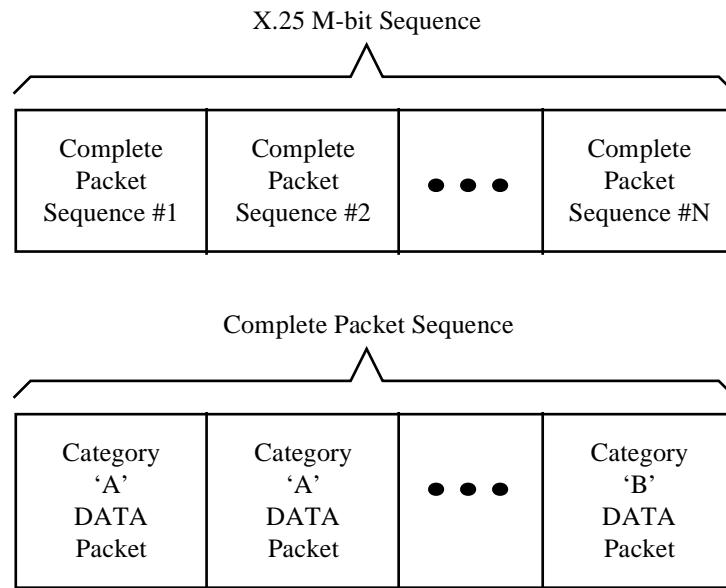 X.25 M-bit Sequence
Complete Complete Complete
Packet Packet Packet
Sequence #1 Sequence #2 Sequence #N
Complete Packet Sequence
Category Category Category
‘A’ ‘A’ ‘B’
DATA DATA DATA
Packet Packet Packet